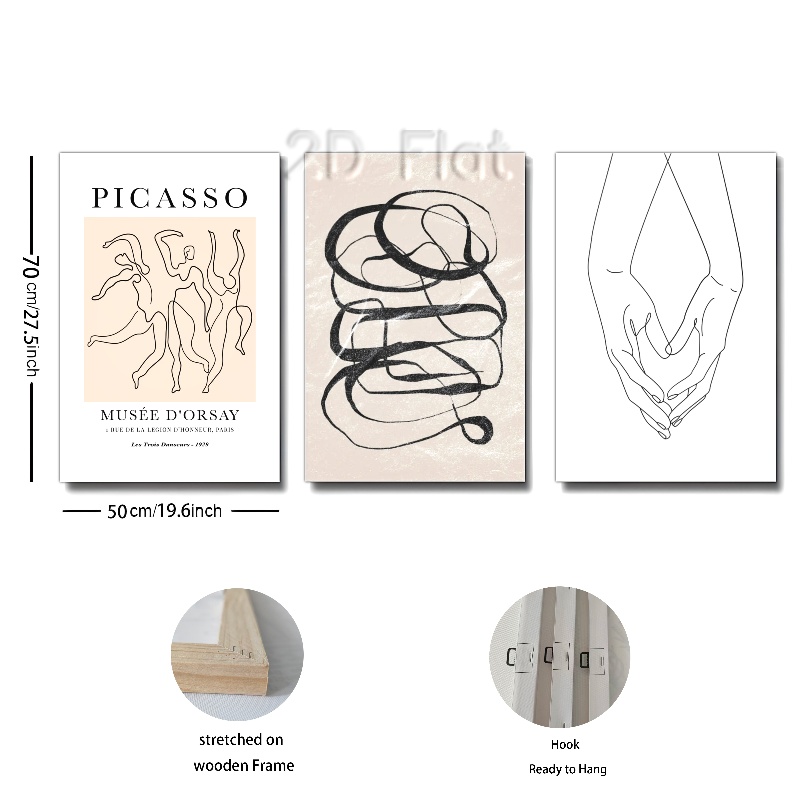 2D Flat
PICASSO
MUSÉE D'ORSAY
1 RUE DE LA LEGION D'HONNEUR, PARIS
Les Trois Danseurs - 1920
70 cm/27.5inch
50cm/19.6inch
stretched on
wooden Frame
Hook
Ready to Hang